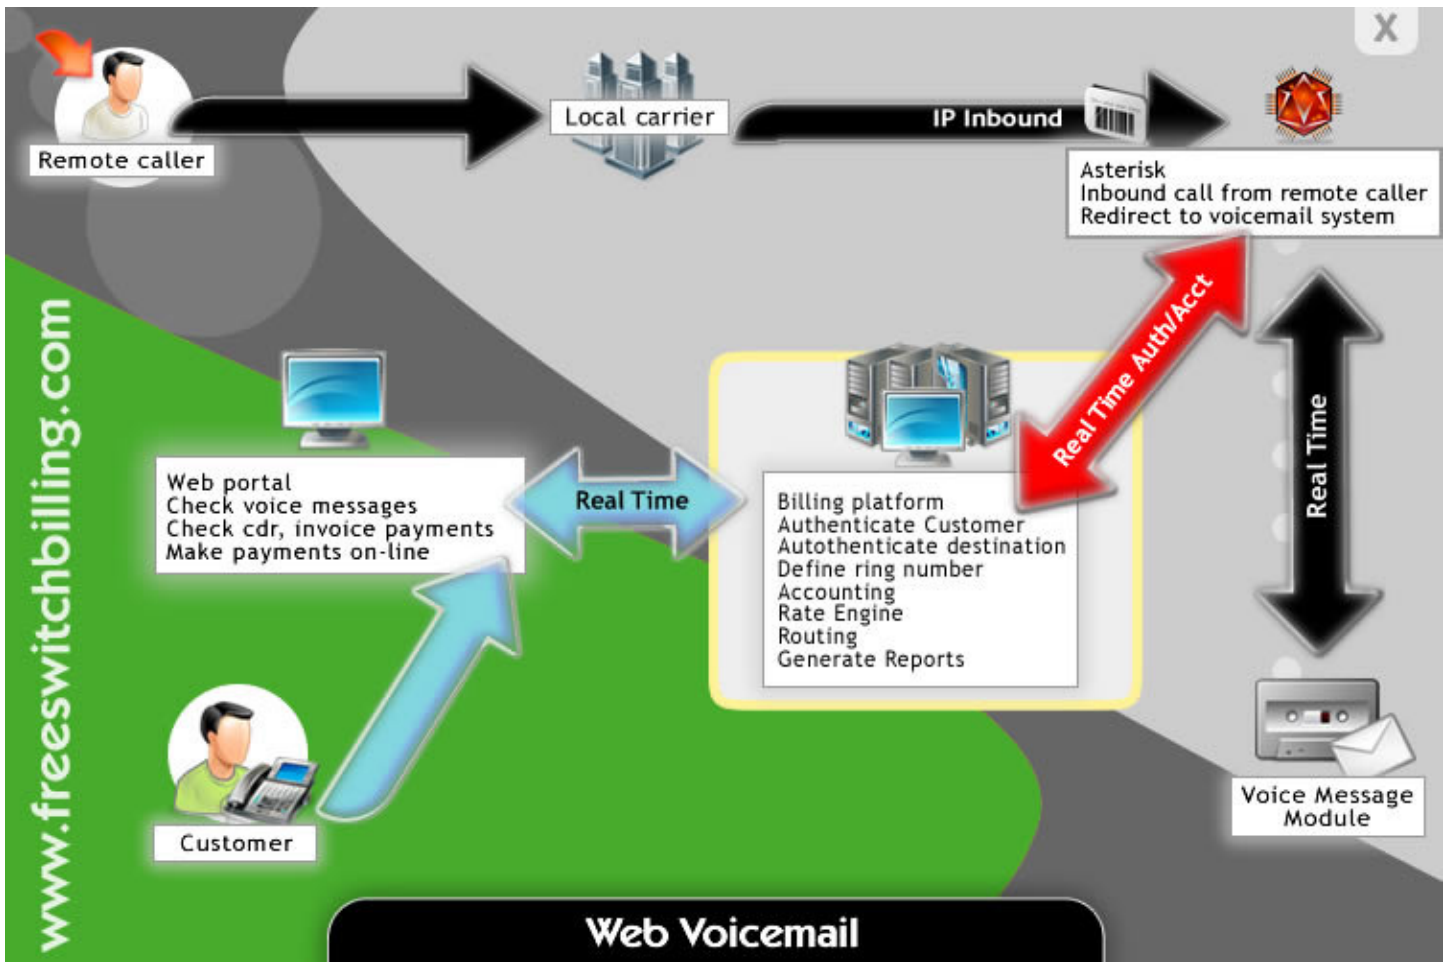 X
Remote caller
Local carrier
IP Inbound
Asterisk
Inbound call from remote caller
Redirect to voicemail system
Real Time Auth/Acct
Real Time
Web portal
Check voice messages
Check cdr, invoice payments
Make payments on-line
Real Time
Billing platform
Authenticate Customer
Autothenticate destination
Define ring number
Accounting
Rate Engine
Routing
Generate Reports
Voice Message
Module
Customer
www.freeswitchbilling.com
Web Voicemail